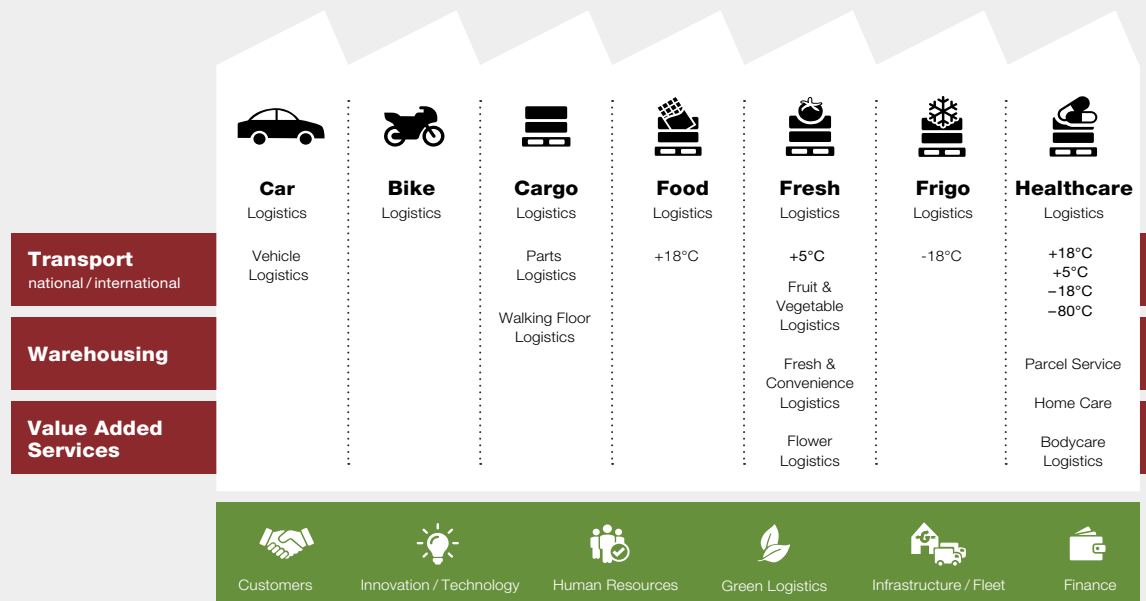 Car
Logistics
Bike
Logistics
Cargo
Logistics
Food
Logistics
Fresh
Logistics
Frigo
Logistics
Healthcare
Logistics
Transport
national / international
Warehousing
Value Added
Services
Vehicle
Logistics
Parts
Logistics
Walking Floor
Logistics
+18°C
+5°C
Fruit &
Vegetable
Logistics
Fresh &
Convenience
Logistics
Flower
Logistics
-18°C
+18°C
+5°C
–18°C
–80°C
Parcel Service
Home Care
Bodycare
Logistics
-G-
Customers
Innovation / Technology
Human Resources
Green Logistics
Infrastructure / Fleet
Finance